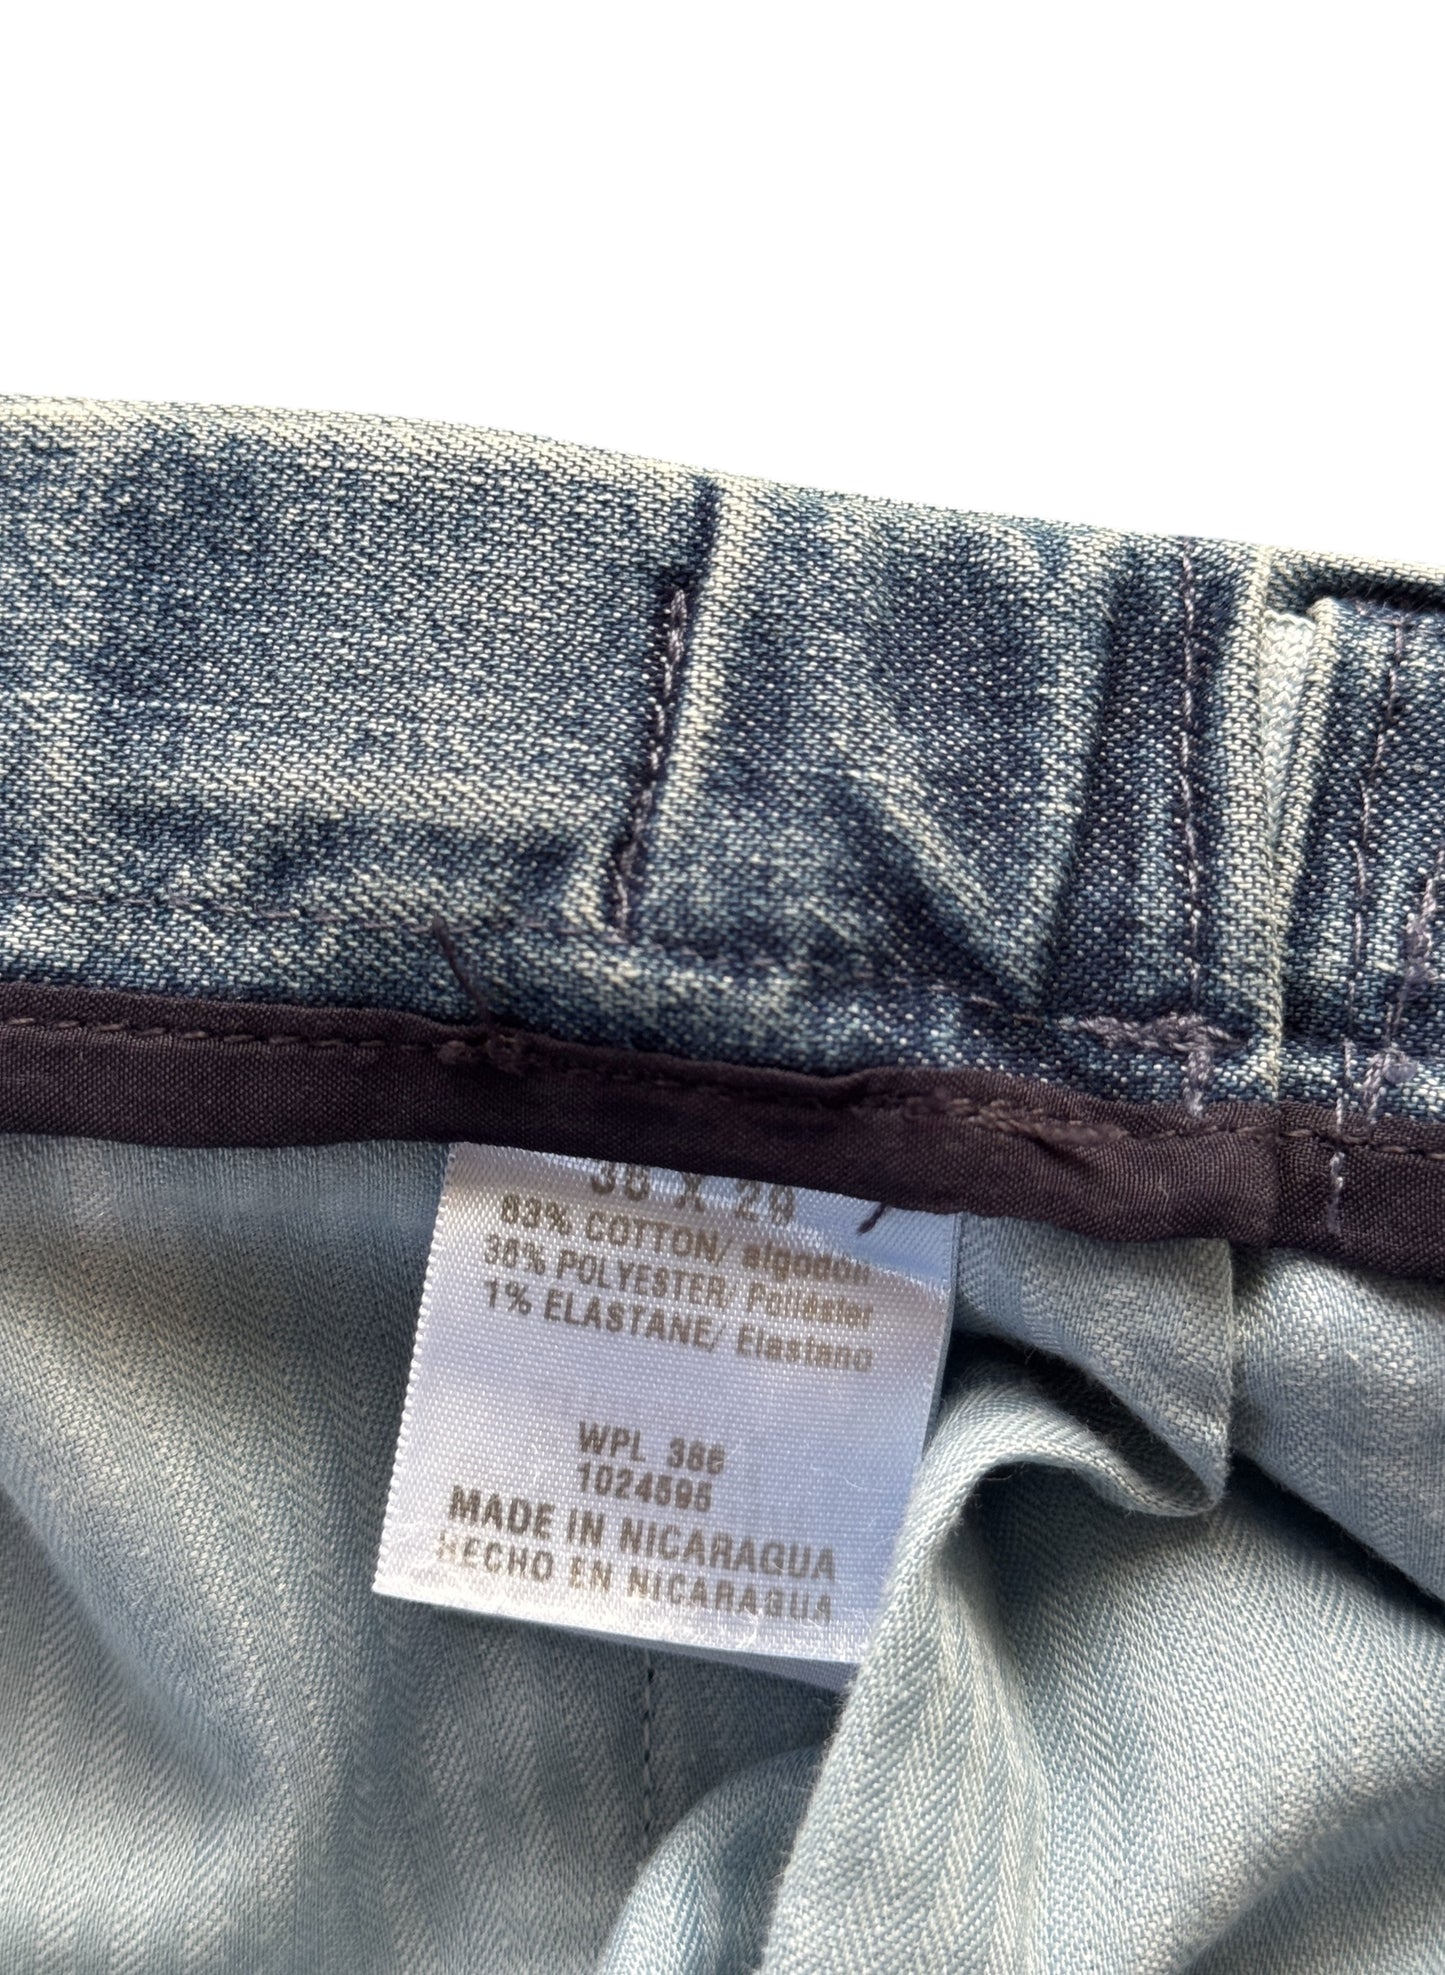 63% COTTON/ algodón
36% POLYESTER/ Poliéster
1% ELASTANE/ Elastano
WPL 386
1024595
MADE IN NICARAGUA
HECHO EN NICARAGUA